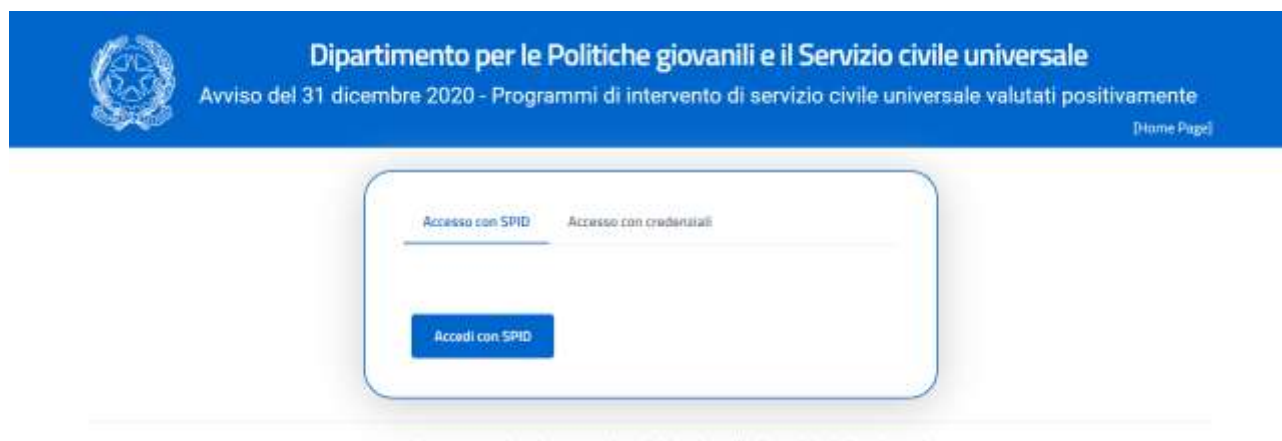 Dipartimento per le Politiche giovanili e il Servizio civile universale
Avviso del 31 dicembre 2020 - Programmi di intervento di servizio civile universale valutati positivamente
[Home Page]
Accesso con SPID Accesso con credenziali
Accedi con SPID